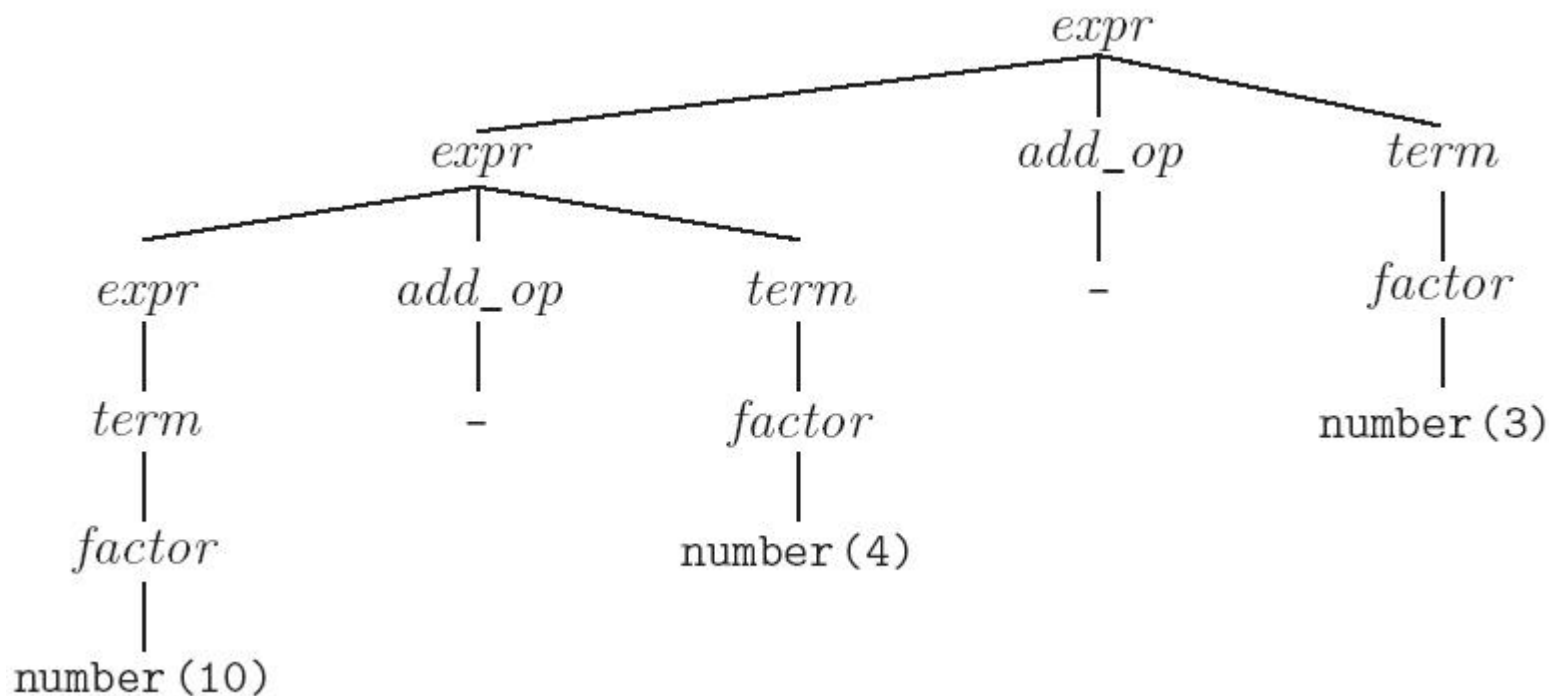 expr
expr add_op term
expr add_op term - factor
term - factor number(3)
factor number(4)
number(10)